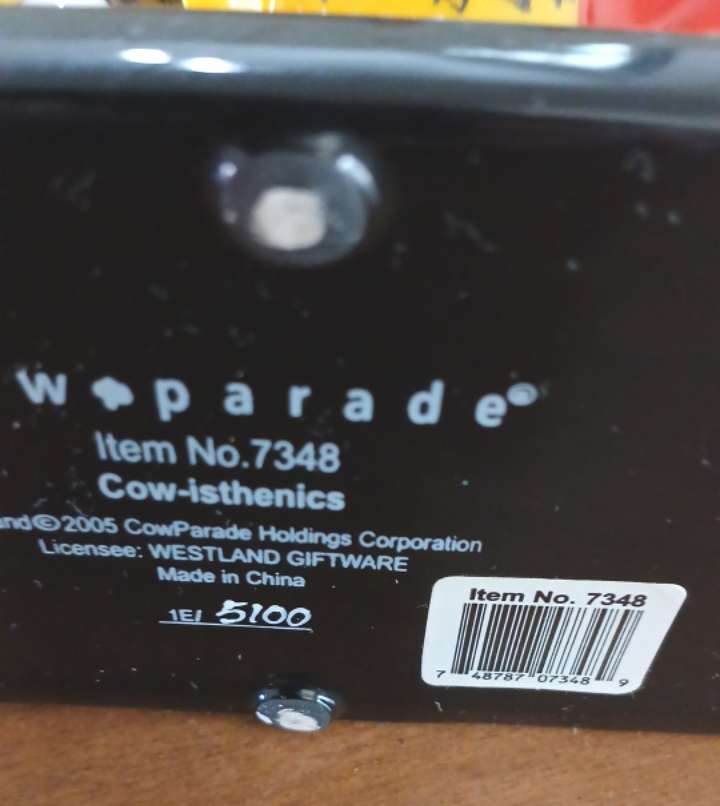 w parade®
Item No.7348
Cow-isthenics
and©2005 CowParade Holdings Corporation
Licensee: WESTLAND GIFTWARE
Made in China
1EI 5100
Item No. 7348
7 48787 07348 9